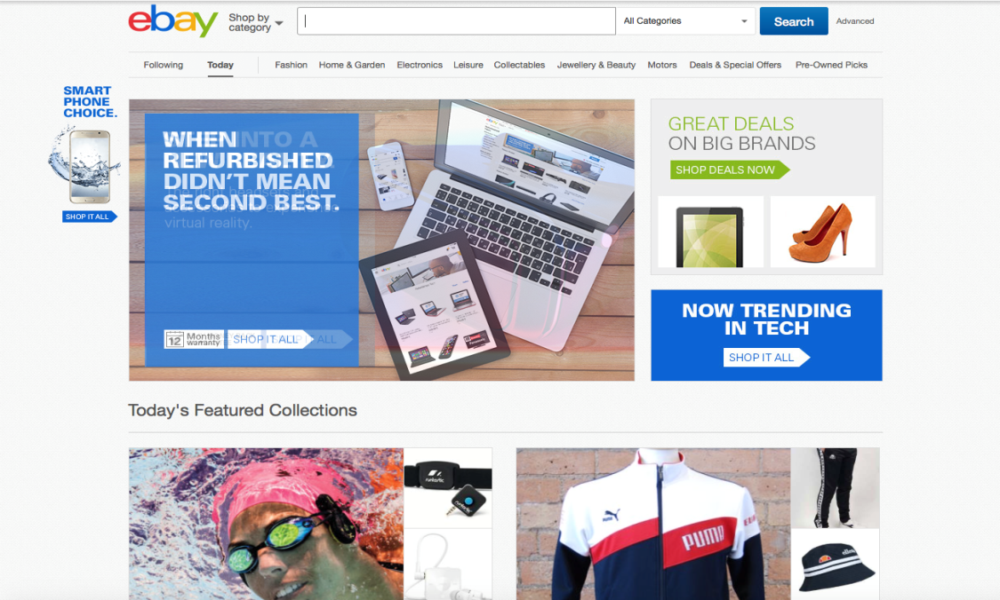 ebay
Shop by
category
All Categories
Search
Advanced
Following
Today
Fashion
Home & Garden
Electronics
Leisure
Collectables
Jewellery & Beauty
Motors
Deals & Special Offers
Pre-Owned Picks
SMART
PHONE
CHOICE.
SHOP IT ALL
WHEN
REFURBISHED
DIDN'T MEAN
SECOND BEST.
INTO A
virtual reality.
12 Months
warranty
SHOP IT ALL
GREAT DEALS
ON BIG BRANDS
SHOP DEALS NOW
NOW TRENDING
IN TECH
SHOP IT ALL
Today's Featured Collections
runtastic
runtastic
PUMA
PUMA
ellesse